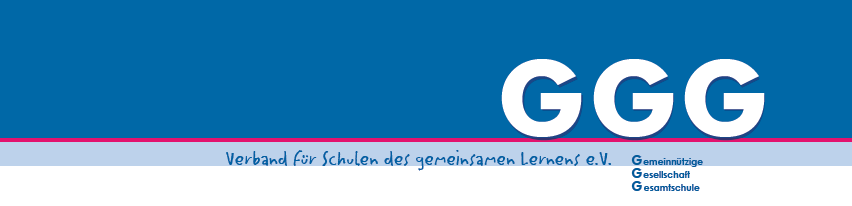 GGG
Verband für Schulen des gemeinsamen Lernens e.V.
Gemeinnützige
Gesellschaft
Gesamtschule